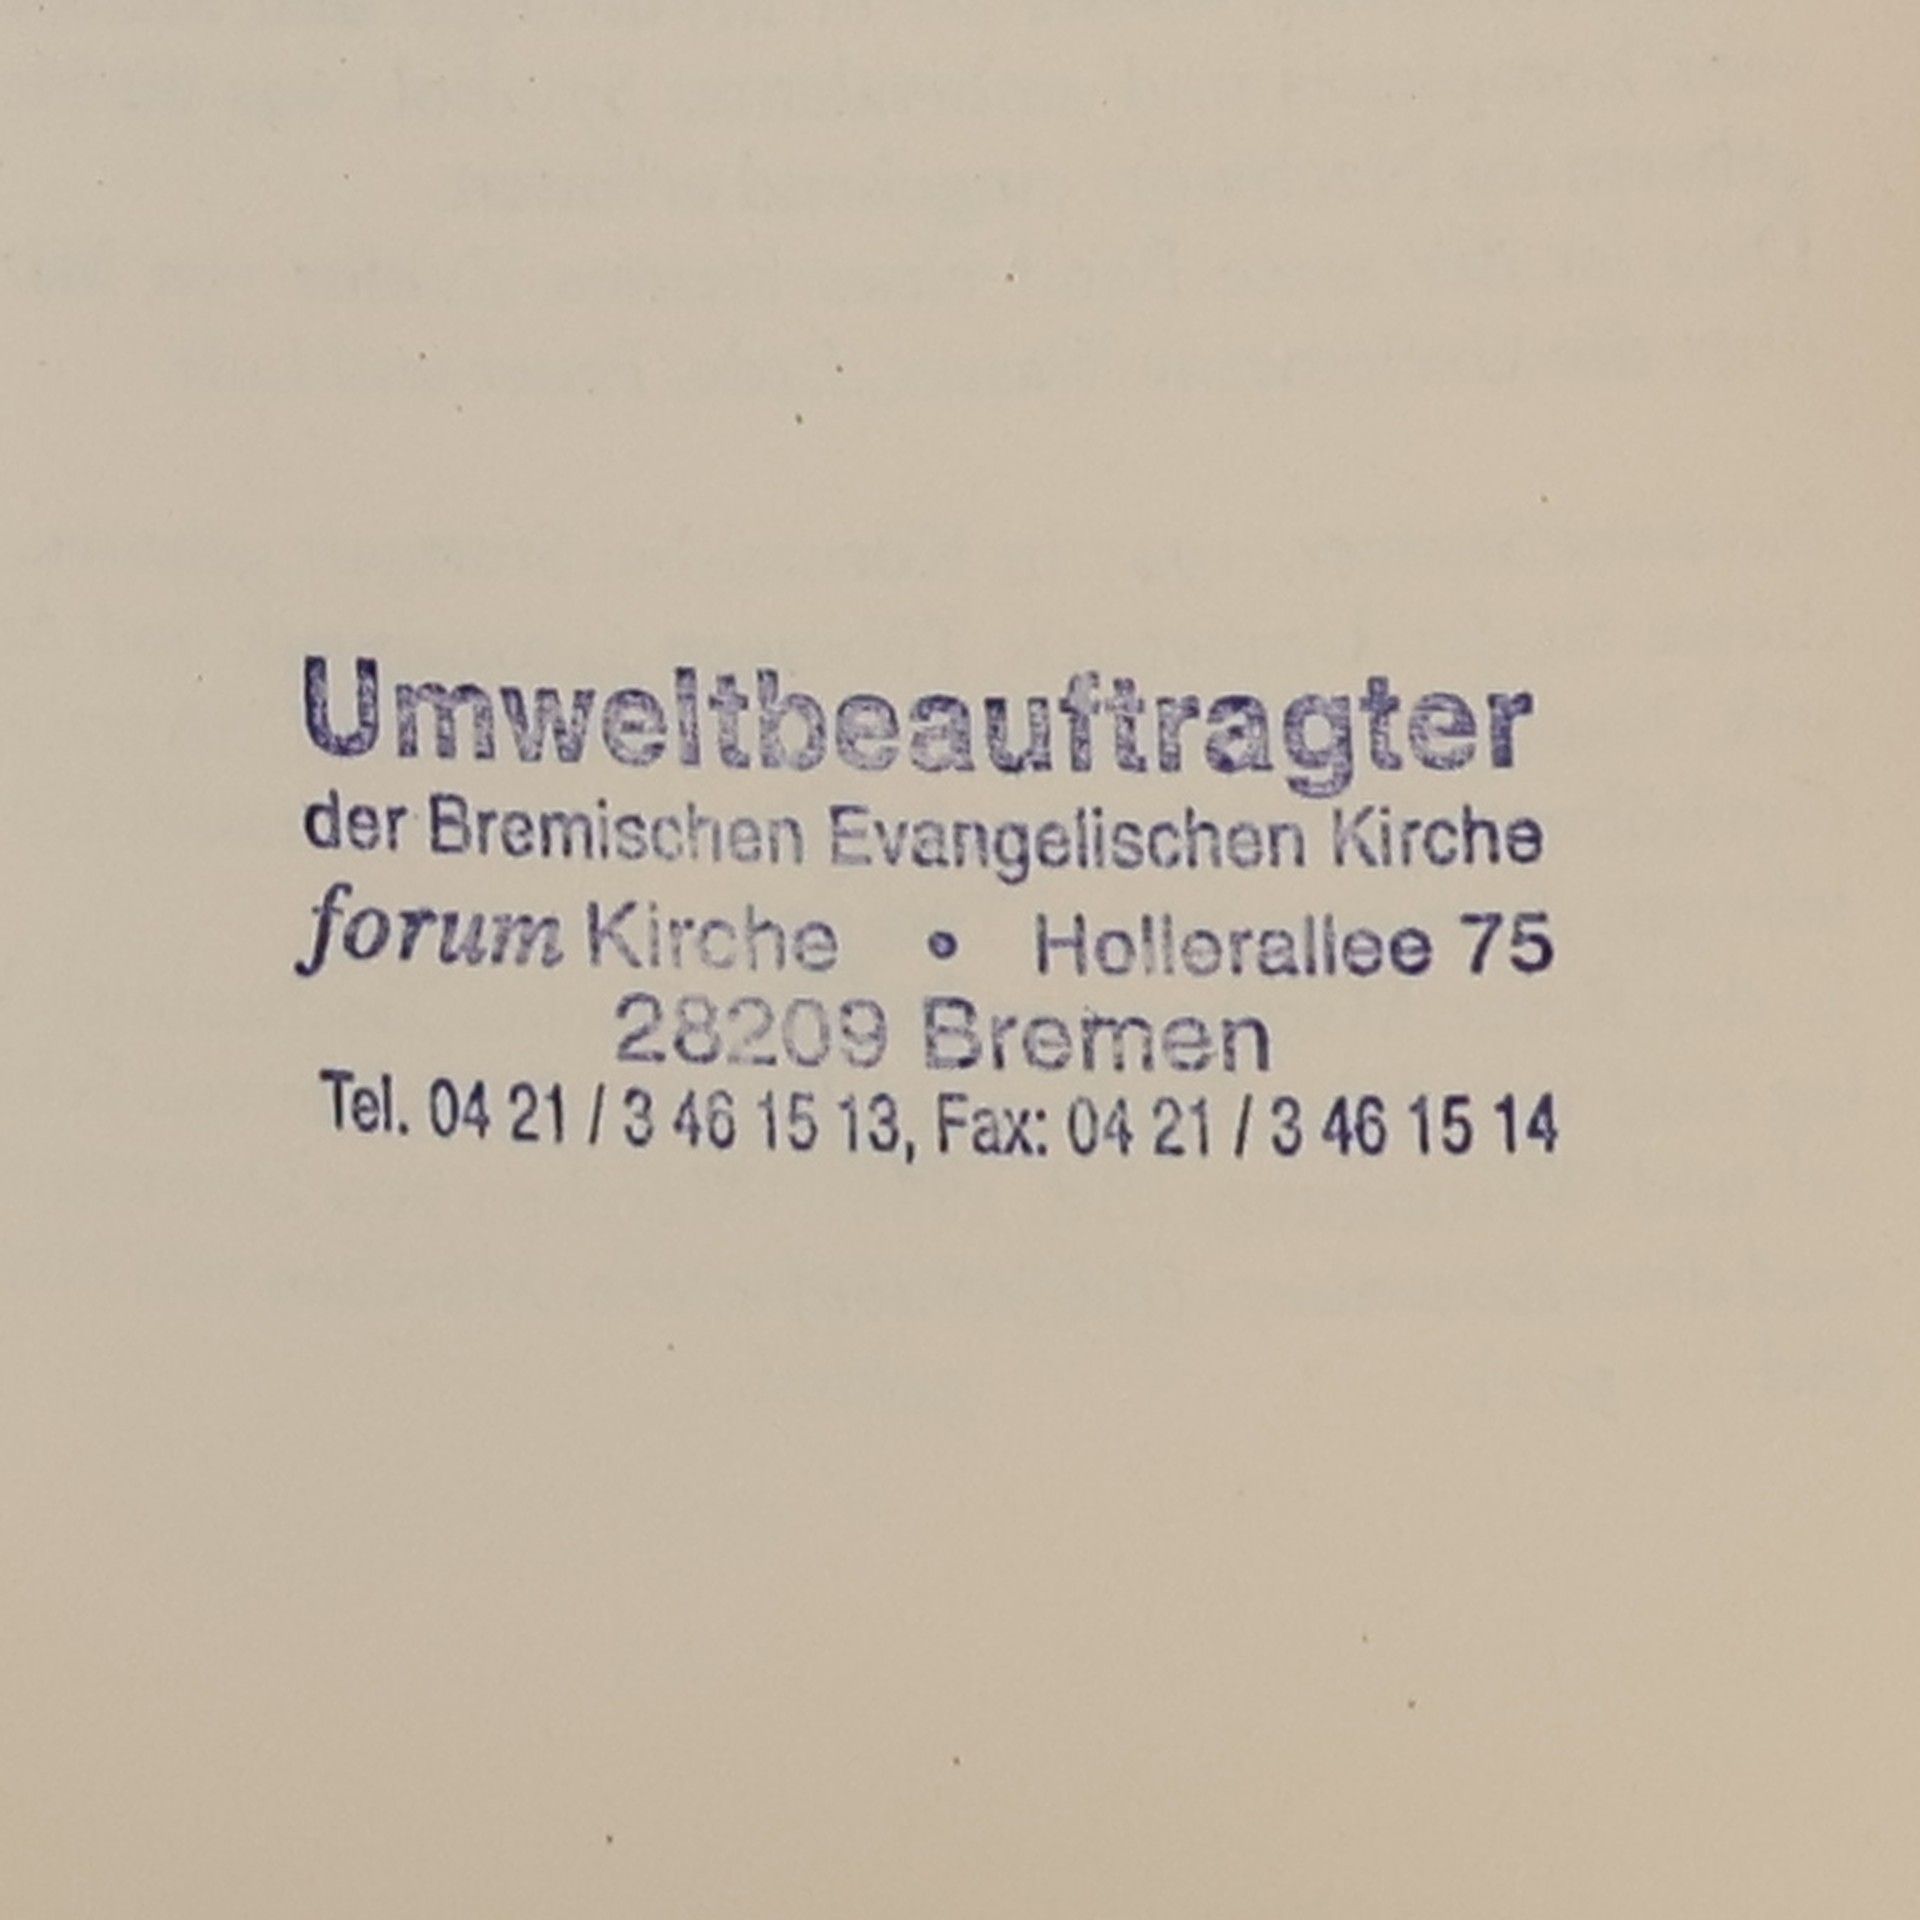 Umweltbeauftragter
der Bremischen Evangelischen Kirche
forum Kirche • Hollerallee 75
28209 Bremen
Tel. 04 21 / 3 46 15 13, Fax: 04 21 / 3 46 15 14